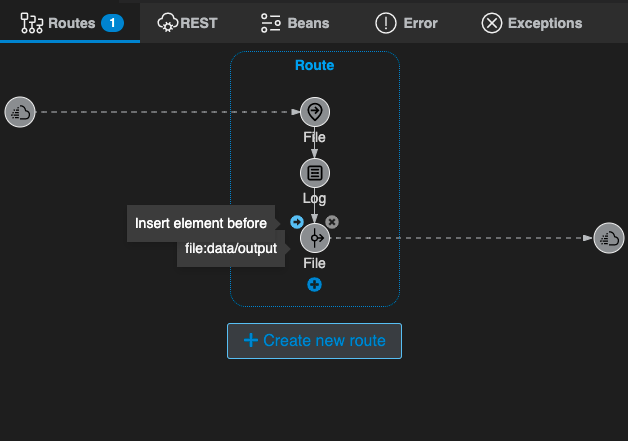 Routes 1 REST Beans Error Exceptions
Route
File
Log
Insert element before
file:data/output
File
Create new route